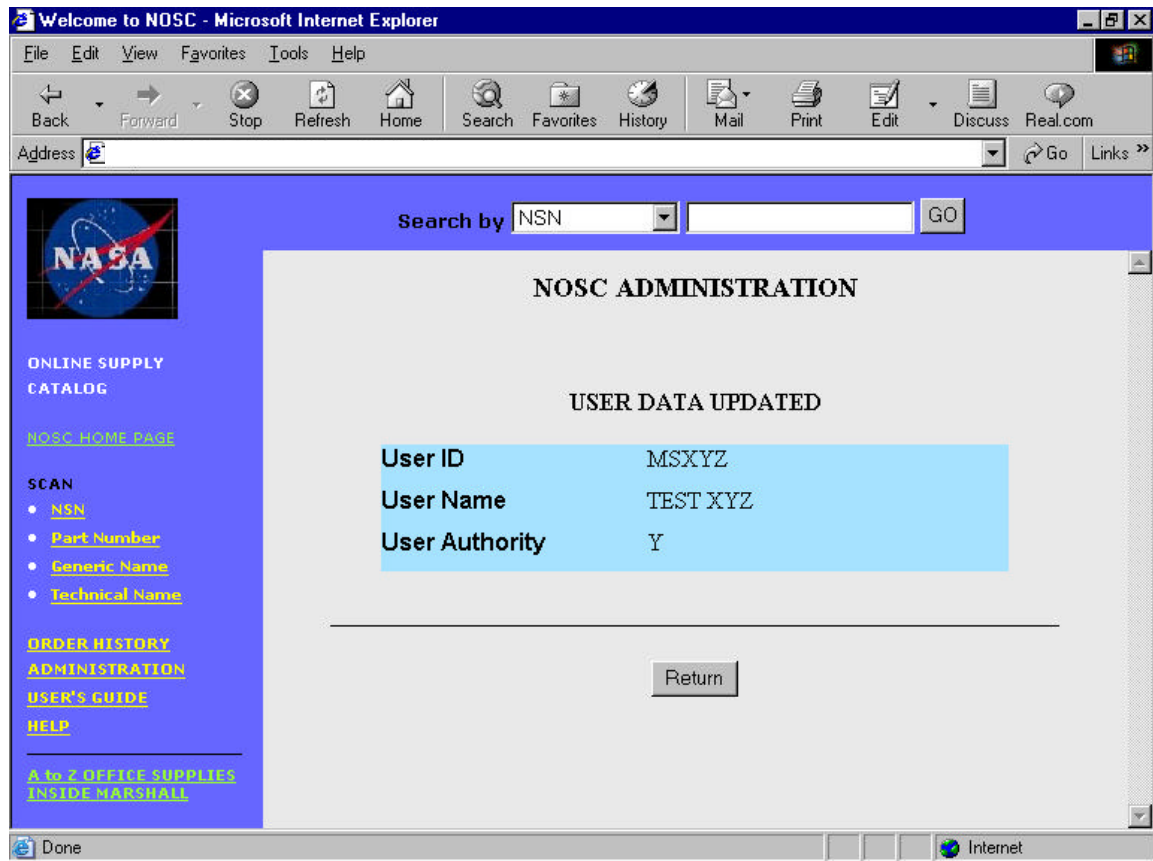 Welcome to NOSC - Microsoft Internet Explorer
File Edit View Favorites Tools Help
Back Forward Stop Refresh Home Search Favorites History Mail Print Edit Discuss Real.com
Address Go Links »
NASA
Search by NSN GO
NOSC ADMINISTRATION
ONLINE SUPPLY
CATALOG
NOSC HOME PAGE
SCAN
NSN
Part Number
Generic Name
Technical Name
ORDER HISTORY
ADMINISTRATION
USER'S GUIDE
HELP
A to Z OFFICE SUPPLIES
INSIDE MARSHALL
USER DATA UPDATED
User ID MSXYZ
User Name TEST XYZ
User Authority Y
Return
Done Internet